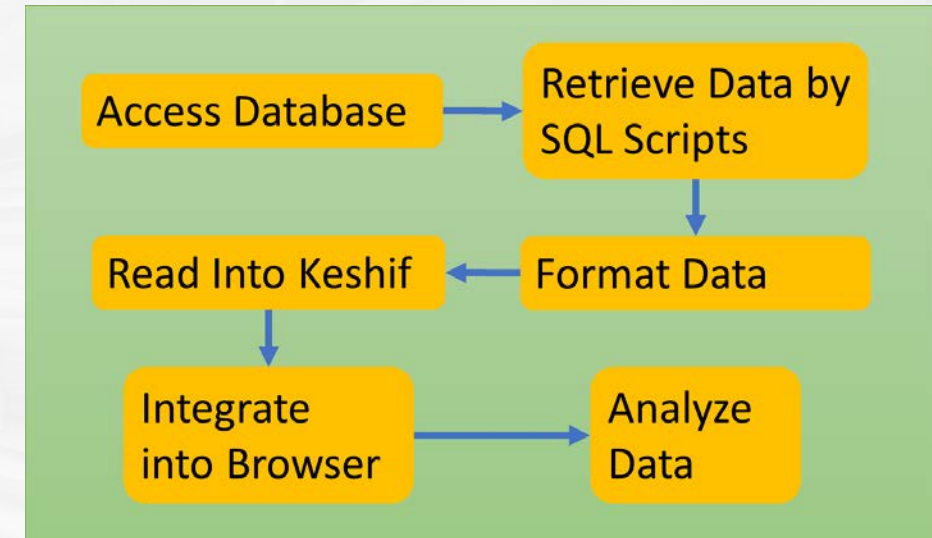 Access Database
Retrieve Data by
SQL Scripts
Format Data
Read Into Keshif
Integrate
into Browser
Analyze
Data